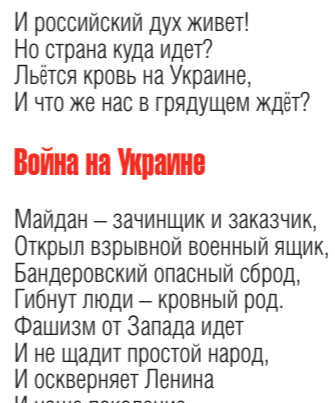 И российский дух живет!
Но страна куда идет?
Льётся кровь на Украине,
И что же нас в грядущем ждёт?
Война на Украине
Майдан – зачинщик и заказчик,
Открыл взрывной военный ящик,
Бандеровский опасный сброд,
Гибнут люди – кровный род.
Фашизм от Запада идет
И не щадит простой народ,
И оскверняет Ленина
И наше поколение